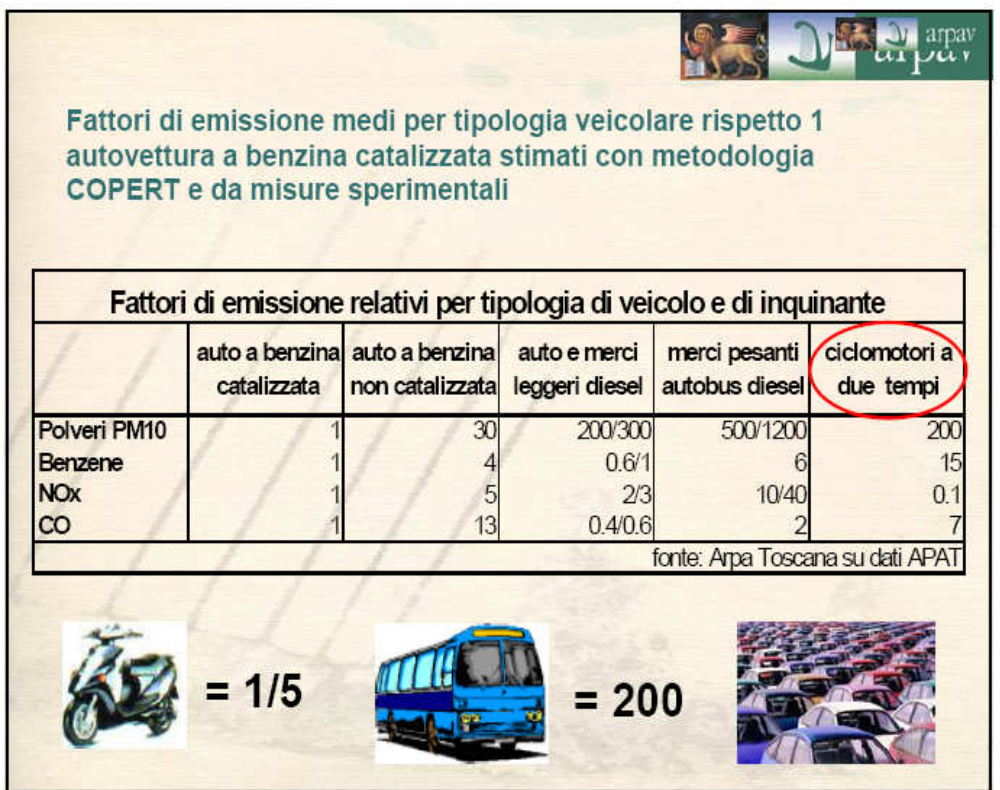 arpav
arpav
Fattori di emissione medi per tipologia veicolare rispetto 1
autovettura a benzina catalizzata stimati con metodologia
COPERT e da misure sperimentali
Fattori di emissione relativi per tipologia di veicolo e di inquinante
auto a benzina catalizzata auto a benzina non catalizzata auto e merci leggeri diesel merci pesanti autobus diesel ciclomotori a due tempi
Polveri PM10 1 30 200/300 500/1200 200
Benzene 1 4 0.6/1 6 15
NOx 1 5 2/3 10/40 0.1
CO 1 13 0.4/0.6 2 7
fonte: Arpa Toscana su dati APAT
= 1/5 = 200